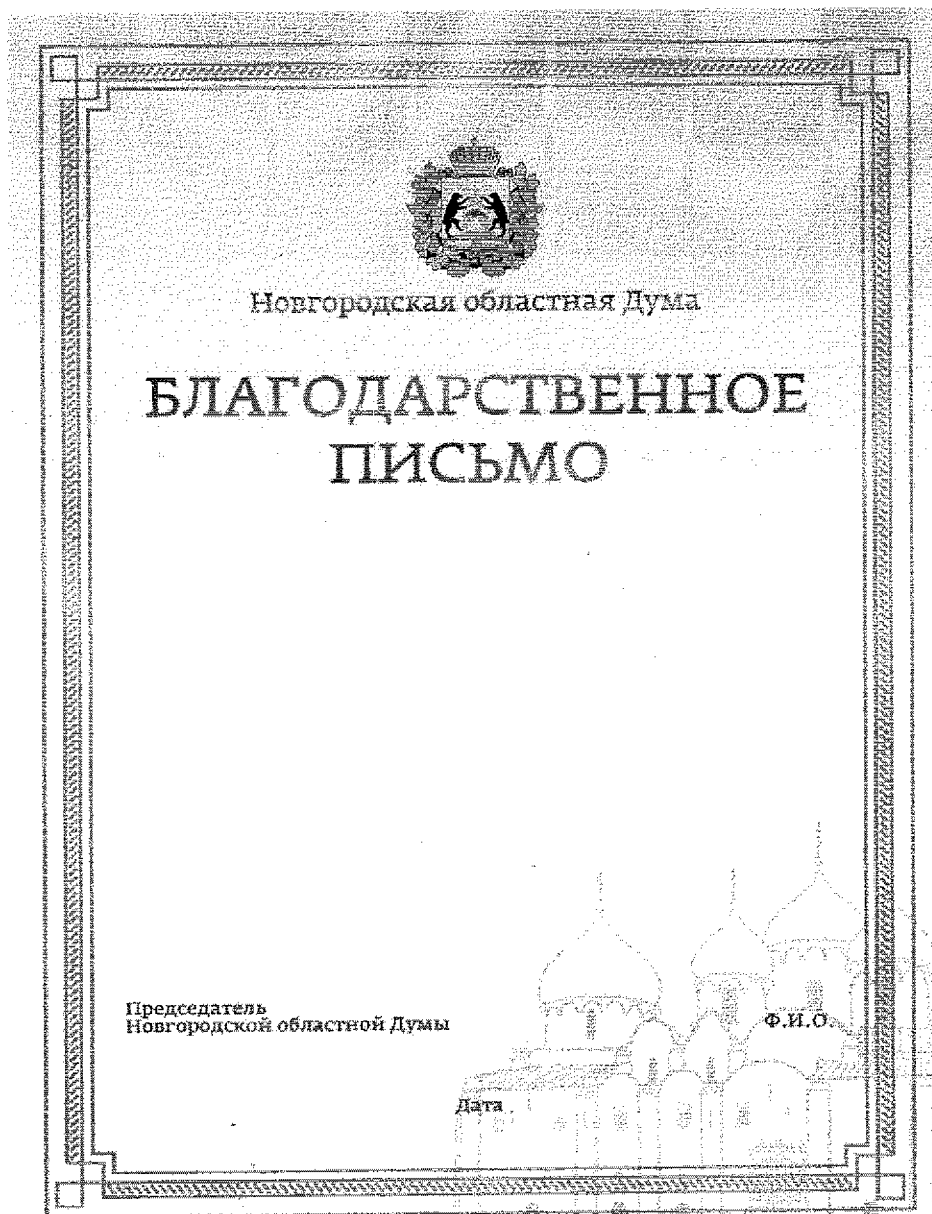 Новгородская областная Дума
БЛАГОДАРСТВЕННОЕ
ПИСЬМО
Председатель
Новгородской областной Думы
Ф.И.О.
Дата